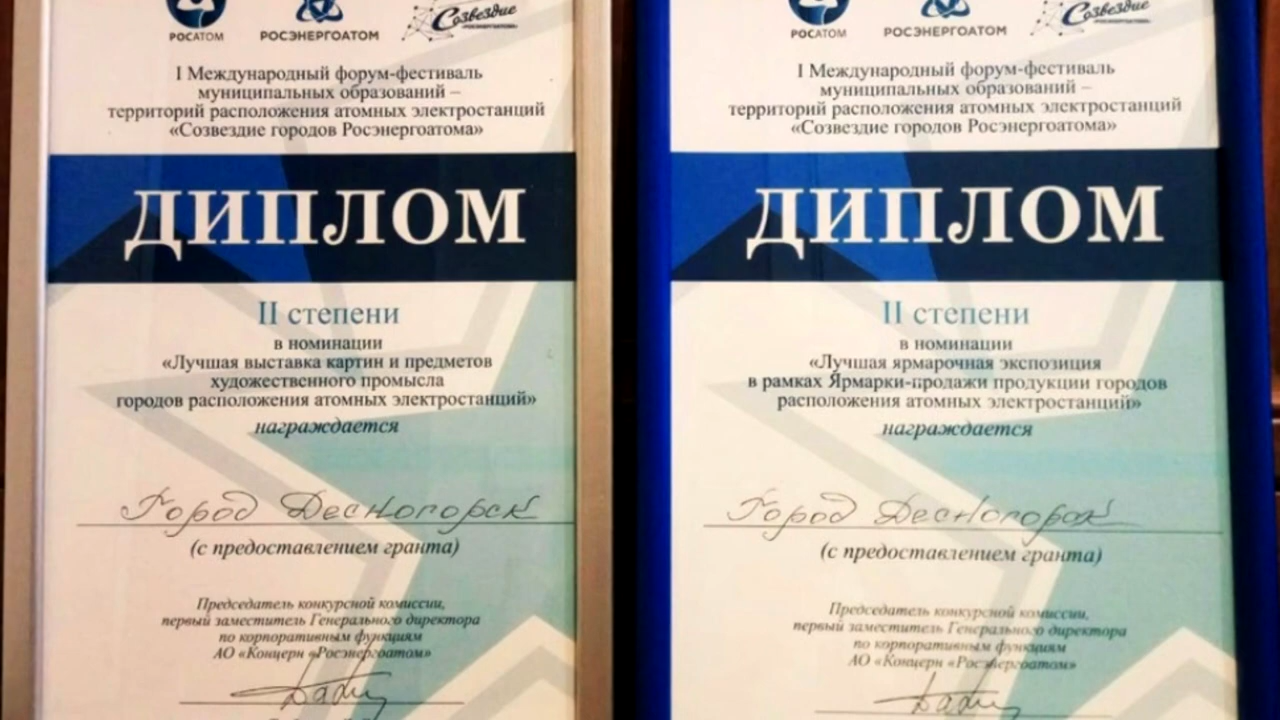 РОСАТОМ
РОСЭНЕРГОАТОМ
Созвездие
I Международный форум-фестиваль
муниципальных образований –
территорий расположения атомных электростанций
«Созвездие городов Росэнергоатома»
ДИПЛОМ
II степени
в номинации
«Лучшая выставка картин и предметов
художественного промысла
городов расположения атомных электростанций»
награждается
Город Десногорск
(с предоставлением гранта)
Председатель конкурсной комиссии,
первый заместитель Генерального директора
по корпоративным функциям
АО «Концерн «Росэнергоатом»
РОСАТОМ
РОСЭНЕРГОАТОМ
Созвездие
I Международный форум-фестиваль
муниципальных образований –
территорий расположения атомных электростанций
«Созвездие городов Росэнергоатома»
ДИПЛОМ
II степени
в номинации
«Лучшая ярмарочная экспозиция
в рамках Ярмарки-продажи продукции городов
расположения атомных электростанций»
награждается
Город Десногорск
(с предоставлением гранта)
Председатель конкурсной комиссии,
первый заместитель Генерального директора
по корпоративным функциям
АО «Концерн «Росэнергоатом»